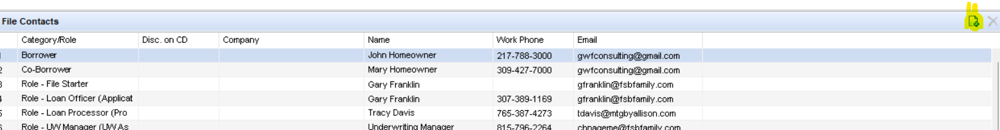 File Contacts
Category/Role Disc. on CD Company Name Work Phone Email
1 Borrower John Homeowner 217-788-3000 gwfconsulting@gmail.com
2 Co-Borrower Mary Homeowner 309-427-7000 gwfconsulting@gmail.com
3 Role - File Starter Gary Franklin gfranklin@fsbfamily.com
4 Role - Loan Officer (Applicat Gary Franklin 307-389-1169 gfranklin@fsbfamily.com
5 Role - Loan Processor (Pro Tracy Davis 765-387-4273 tdavis@mtgbyallison.com
6 Role - UW Manager (UW As Underwriting Manager 815-796-2264 chpageme@fsbfamily.com